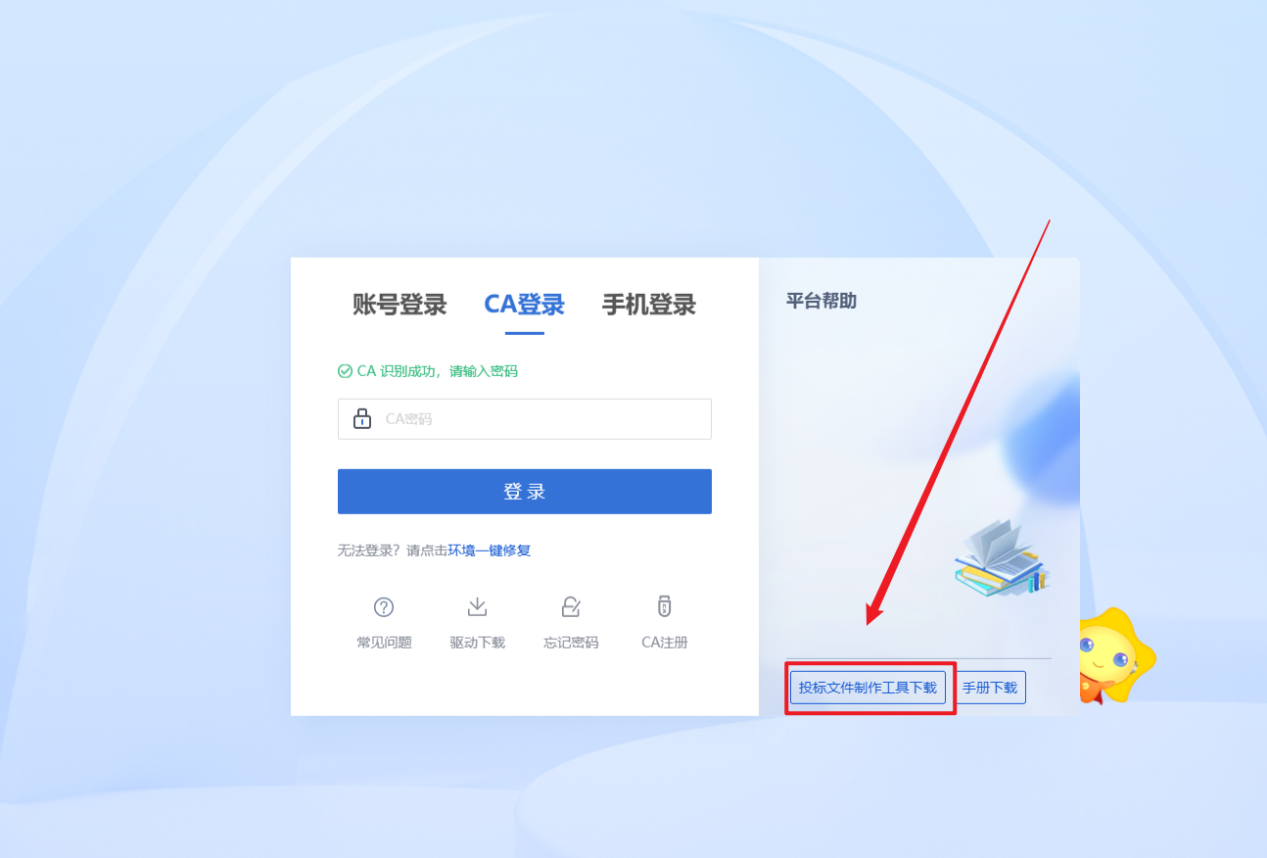 账号登录 CA登录 手机登录
CA 识别成功，请输入密码
CA密码
登录
无法登录？请点击环境一键修复
常见问题 驱动下载 忘记密码 CA注册
平台帮助
投标文件制作工具下载 手册下载